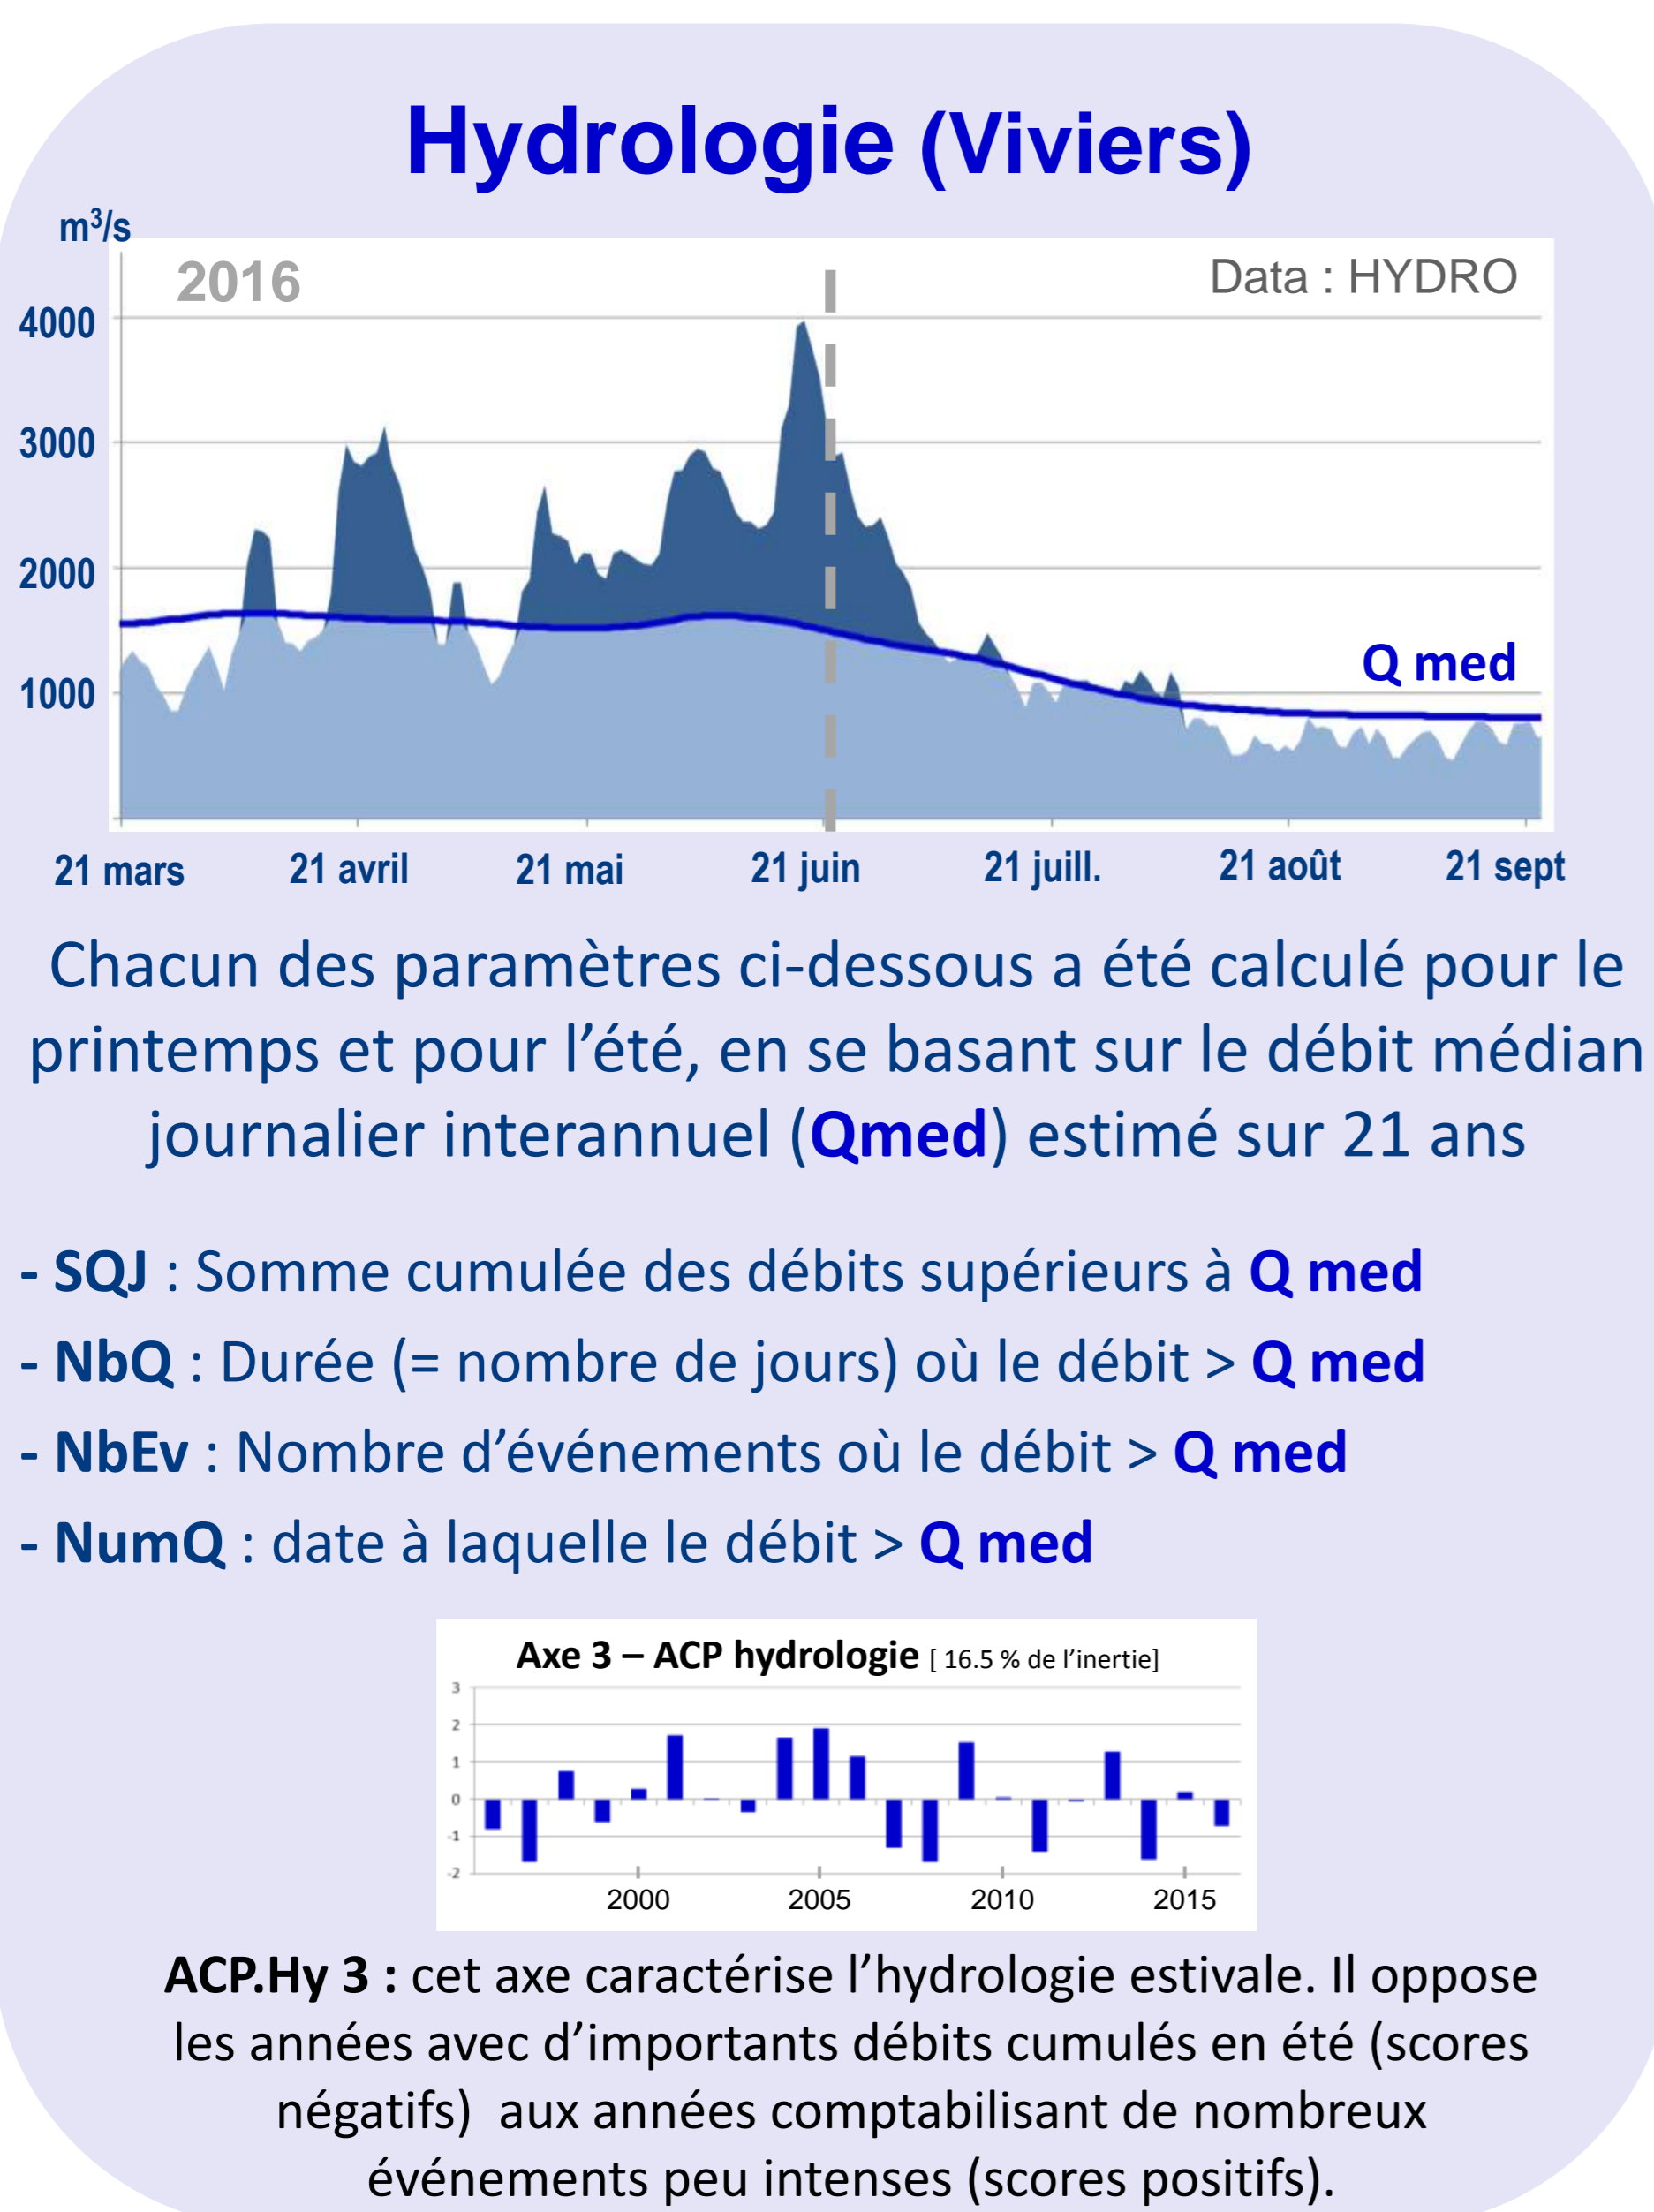 Hydrologie (Viviers)
m³/s
2016
Data : HYDRO
4000
3000
2000
1000
Q med
21 mars 21 avril 21 mai 21 juin 21 juill. 21 août 21 sept
Chacun des paramètres ci-dessous a été calculé pour le
printemps et pour l’été, en se basant sur le débit médian
journalier interannuel (Qmed) estimé sur 21 ans
- SQJ : Somme cumulée des débits supérieurs à Q med
- NbQ : Durée (= nombre de jours) où le débit > Q med
- NbEv : Nombre d’événements où le débit > Q med
- NumQ : date à laquelle le débit > Q med
Axe 3 – ACP hydrologie [ 16.5 % de l’inertie]
3
2
1
0
-1
-2
2000 2005 2010 2015
ACP.Hy 3 : cet axe caractérise l’hydrologie estivale. Il oppose
les années avec d’importants débits cumulés en été (scores
négatifs) aux années comptabilisant de nombreux
événements peu intenses (scores positifs).